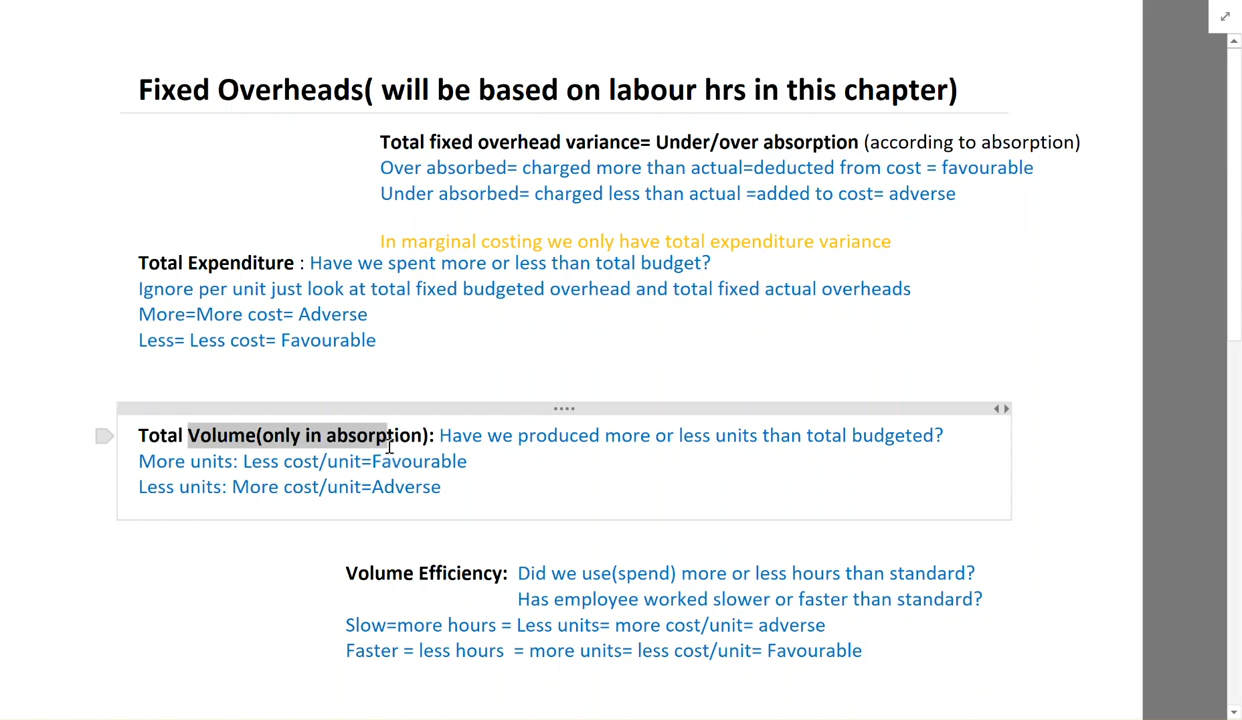 Fixed Overheads( will be based on labour hrs in this chapter)
Total fixed overhead variance= Under/over absorption (according to absorption)
Over absorbed= charged more than actual=deducted from cost = favourable
Under absorbed= charged less than actual =added to cost= adverse
In marginal costing we only have total expenditure variance
Total Expenditure : Have we spent more or less than total budget?
Ignore per unit just look at total fixed budgeted overhead and total fixed actual overheads
More=More cost= Adverse
Less= Less cost= Favourable
Total Volume(only in absorption): Have we produced more or less units than total budgeted?
More units: Less cost/unit=Favourable
Less units: More cost/unit=Adverse
Volume Efficiency: Did we use(spend) more or less hours than standard?
Has employee worked slower or faster than standard?
Slow=more hours = Less units= more cost/unit= adverse
Faster = less hours = more units= less cost/unit= Favourable